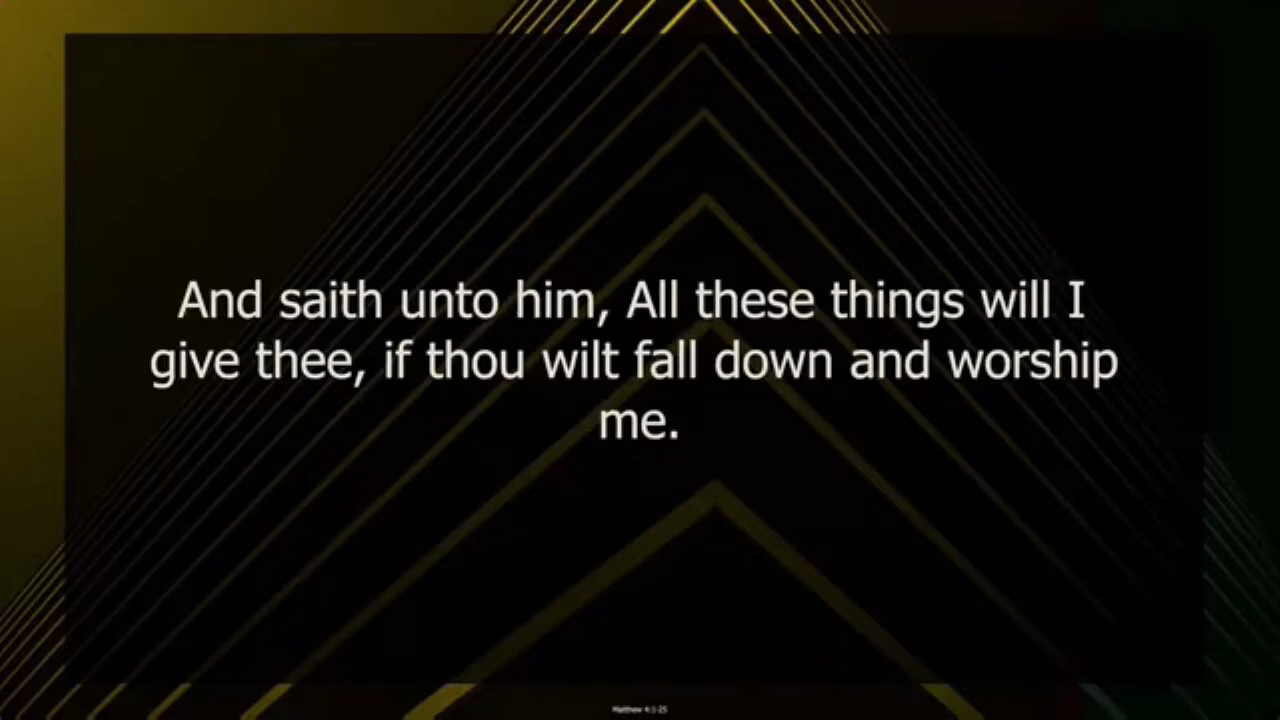 And saith unto him, All these things will I
give thee, if thou wilt fall down and worship
me.
Matthew 4:1-25